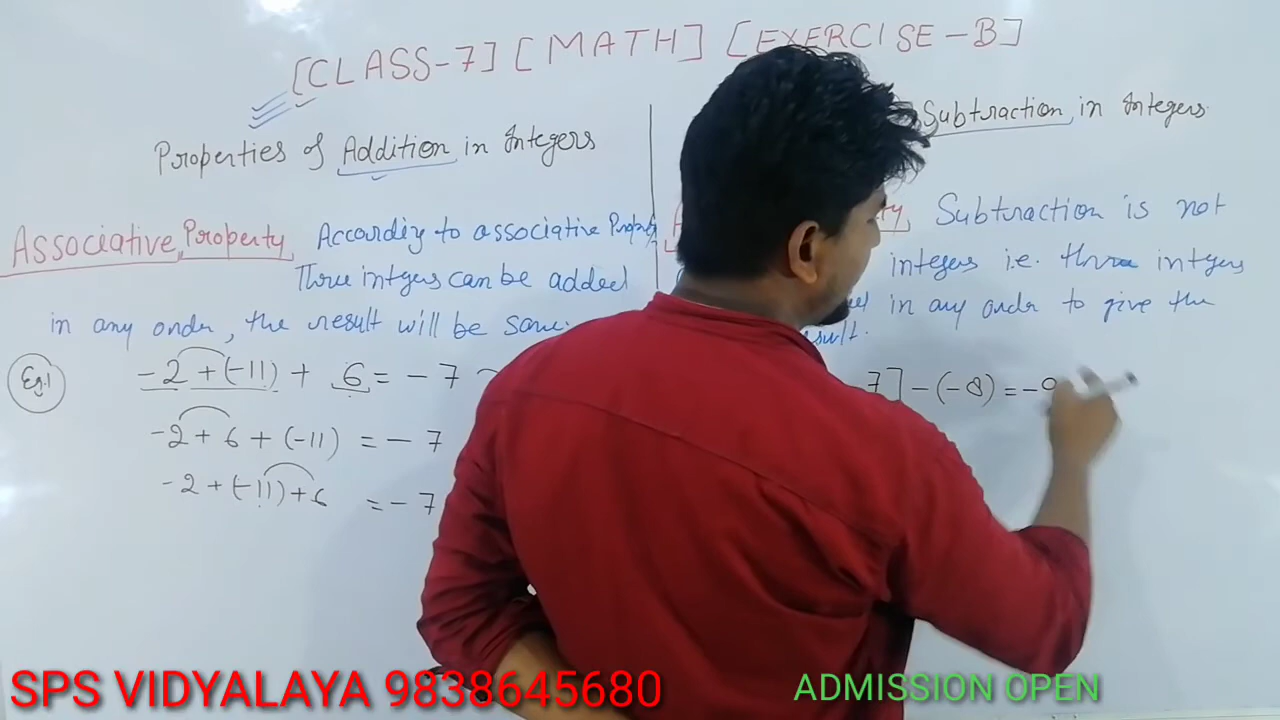 [CLASS-7] [MATH] [EXERCISE-B]
Properties of Addition in Integers
Associative Property According to associative Property
Three integers can be added
in any order, the result will be same.
Eg.1 -2 + (-11) + 6 = -7
-2 + 6 + (-11) = -7
-2 + (-11) + 6 = -7
Subtraction in Integers
Subtraction is not
integers i.e. three integers
in any order to give the
7] - (-8) = -9
SPS VIDYALAYA 9838645680
ADMISSION OPEN